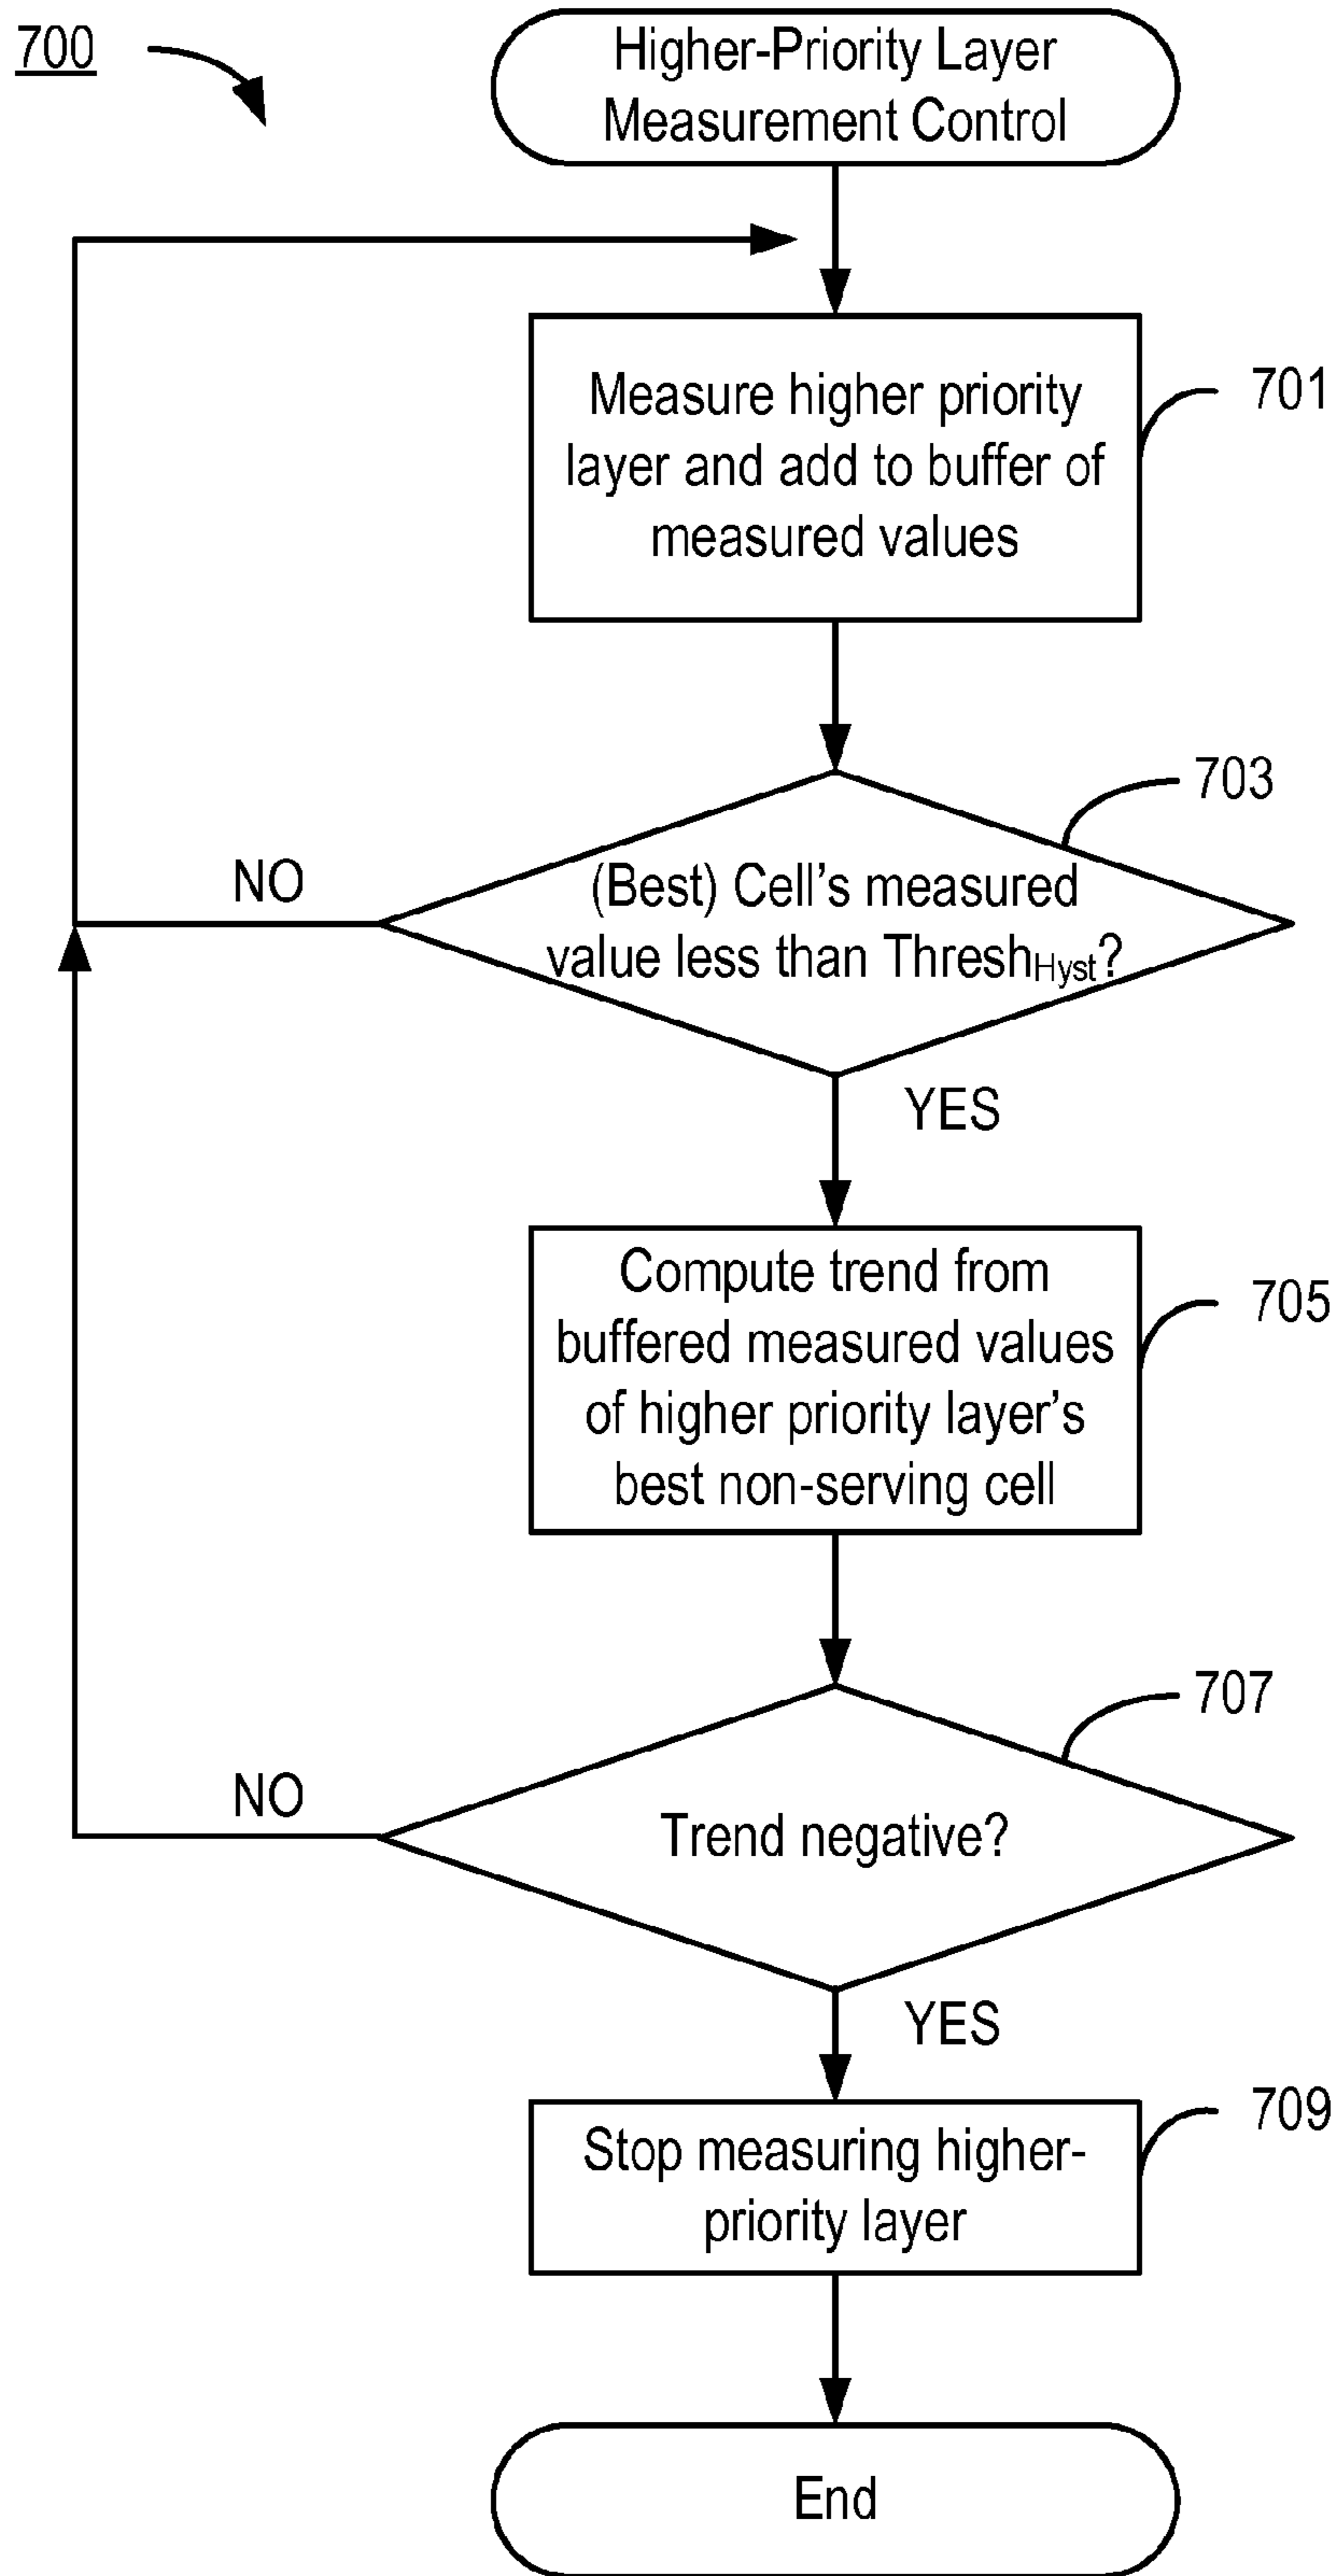 700
Higher-Priority Layer
Measurement Control
Measure higher priority
layer and add to buffer of
measured values
701
703
(Best) Cell’s measured
value less than ThreshHyst?
NO
YES
Compute trend from
buffered measured values
of higher priority layer’s
best non-serving cell
705
707
Trend negative?
NO
YES
Stop measuring higher-
priority layer
709
End